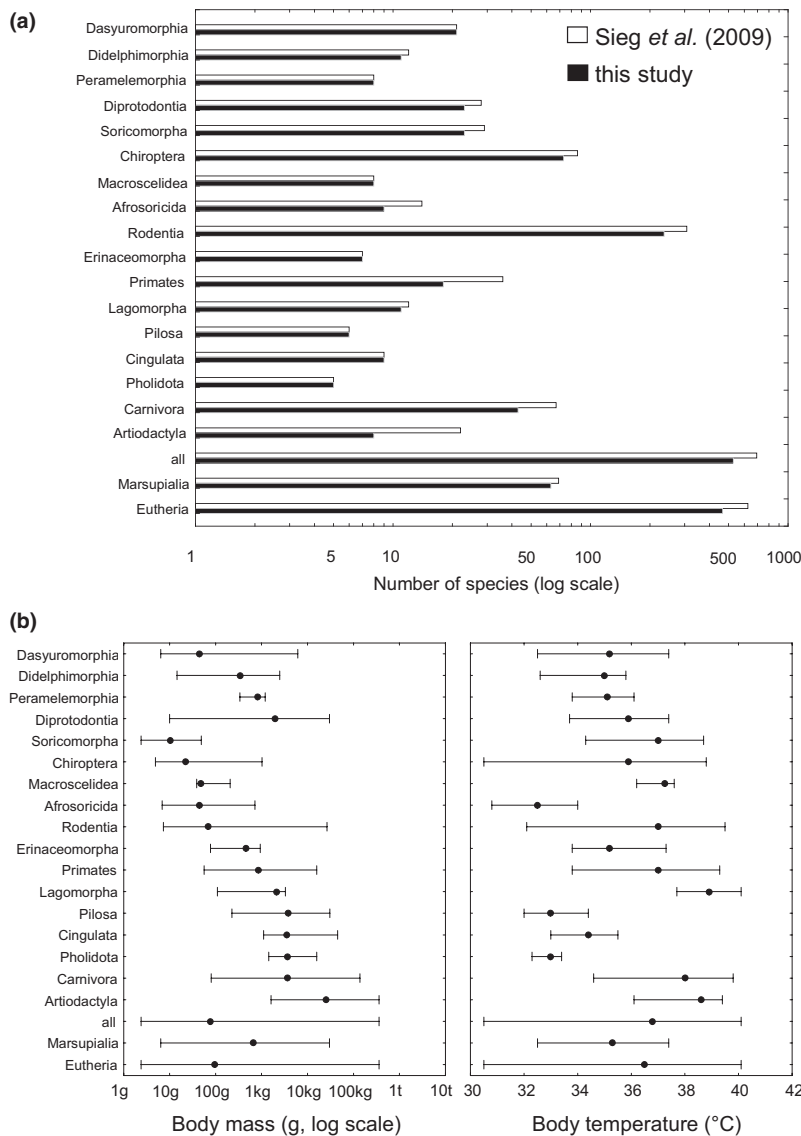 (a)
Sieg et al. (2009)
this study
Dasyuromorphia
Didelphimorphia
Peramelemorphia
Diprotodontia
Soricomorpha
Chiroptera
Macroscelidea
Afrosoricida
Rodentia
Erinaceomorpha
Primates
Lagomorpha
Pilosa
Cingulata
Pholidota
Carnivora
Artiodactyla
all
Marsupialia
Eutheria
1 5 10 50 100 500 1000
Number of species (log scale)
(b)
Dasyuromorphia
Didelphimorphia
Peramelemorphia
Diprotodontia
Soricomorpha
Chiroptera
Macroscelidea
Afrosoricida
Rodentia
Erinaceomorpha
Primates
Lagomorpha
Pilosa
Cingulata
Pholidota
Carnivora
Artiodactyla
all
Marsupialia
Eutheria
1g 10g 100g 1kg 10kg 100kg 1t 10t
Body mass (g, log scale)
30 32 34 36 38 40 42
Body temperature (°C)